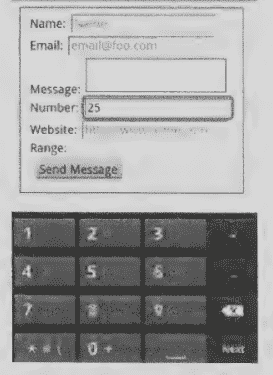 Name:
Email: email@foo.com
Message:
Number: 25
Website:
Range:
Send Message
1 2 3 -
4 5 6
7 8 9
* # ( 0 + Next